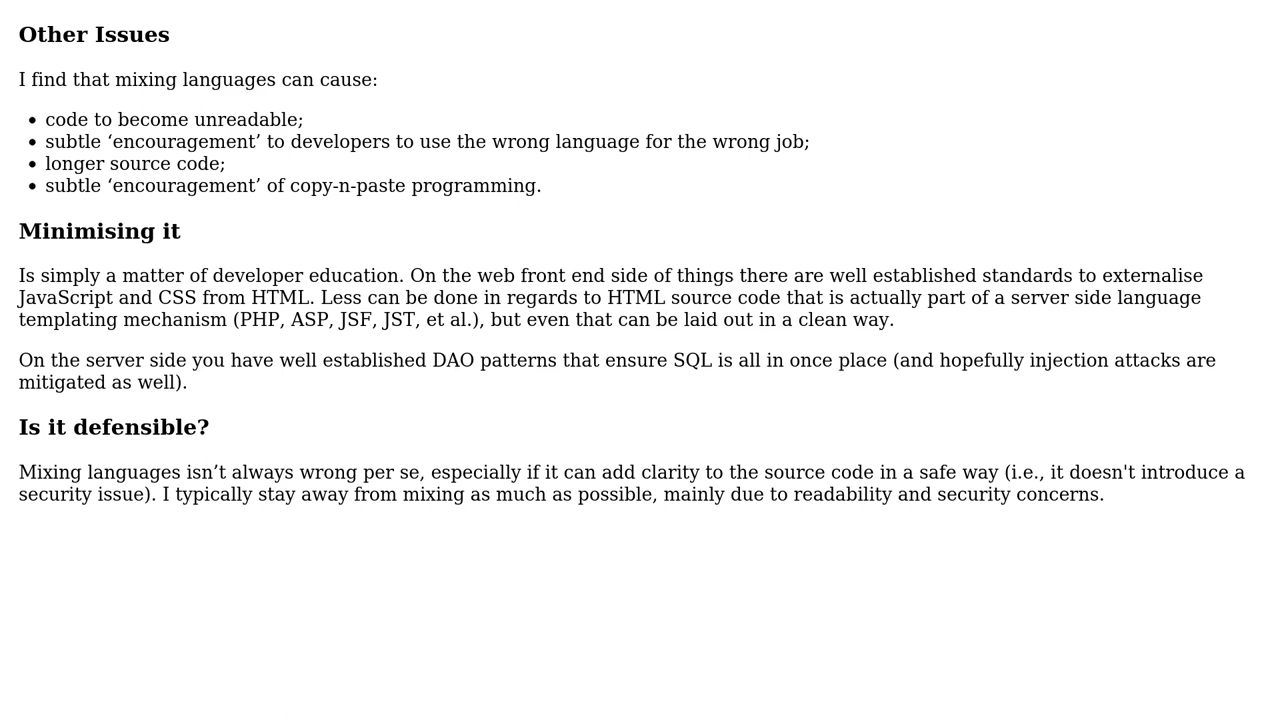 Other Issues
I find that mixing languages can cause:
• code to become unreadable;
• subtle ‘encouragement’ to developers to use the wrong language for the wrong job;
• longer source code;
• subtle ‘encouragement’ of copy-n-paste programming.
Minimising it
Is simply a matter of developer education. On the web front end side of things there are well established standards to externalise
JavaScript and CSS from HTML. Less can be done in regards to HTML source code that is actually part of a server side language
templating mechanism (PHP, ASP, JSF, JST, et al.), but even that can be laid out in a clean way.
On the server side you have well established DAO patterns that ensure SQL is all in once place (and hopefully injection attacks are
mitigated as well).
Is it defensible?
Mixing languages isn’t always wrong per se, especially if it can add clarity to the source code in a safe way (i.e., it doesn't introduce a
security issue). I typically stay away from mixing as much as possible, mainly due to readability and security concerns.